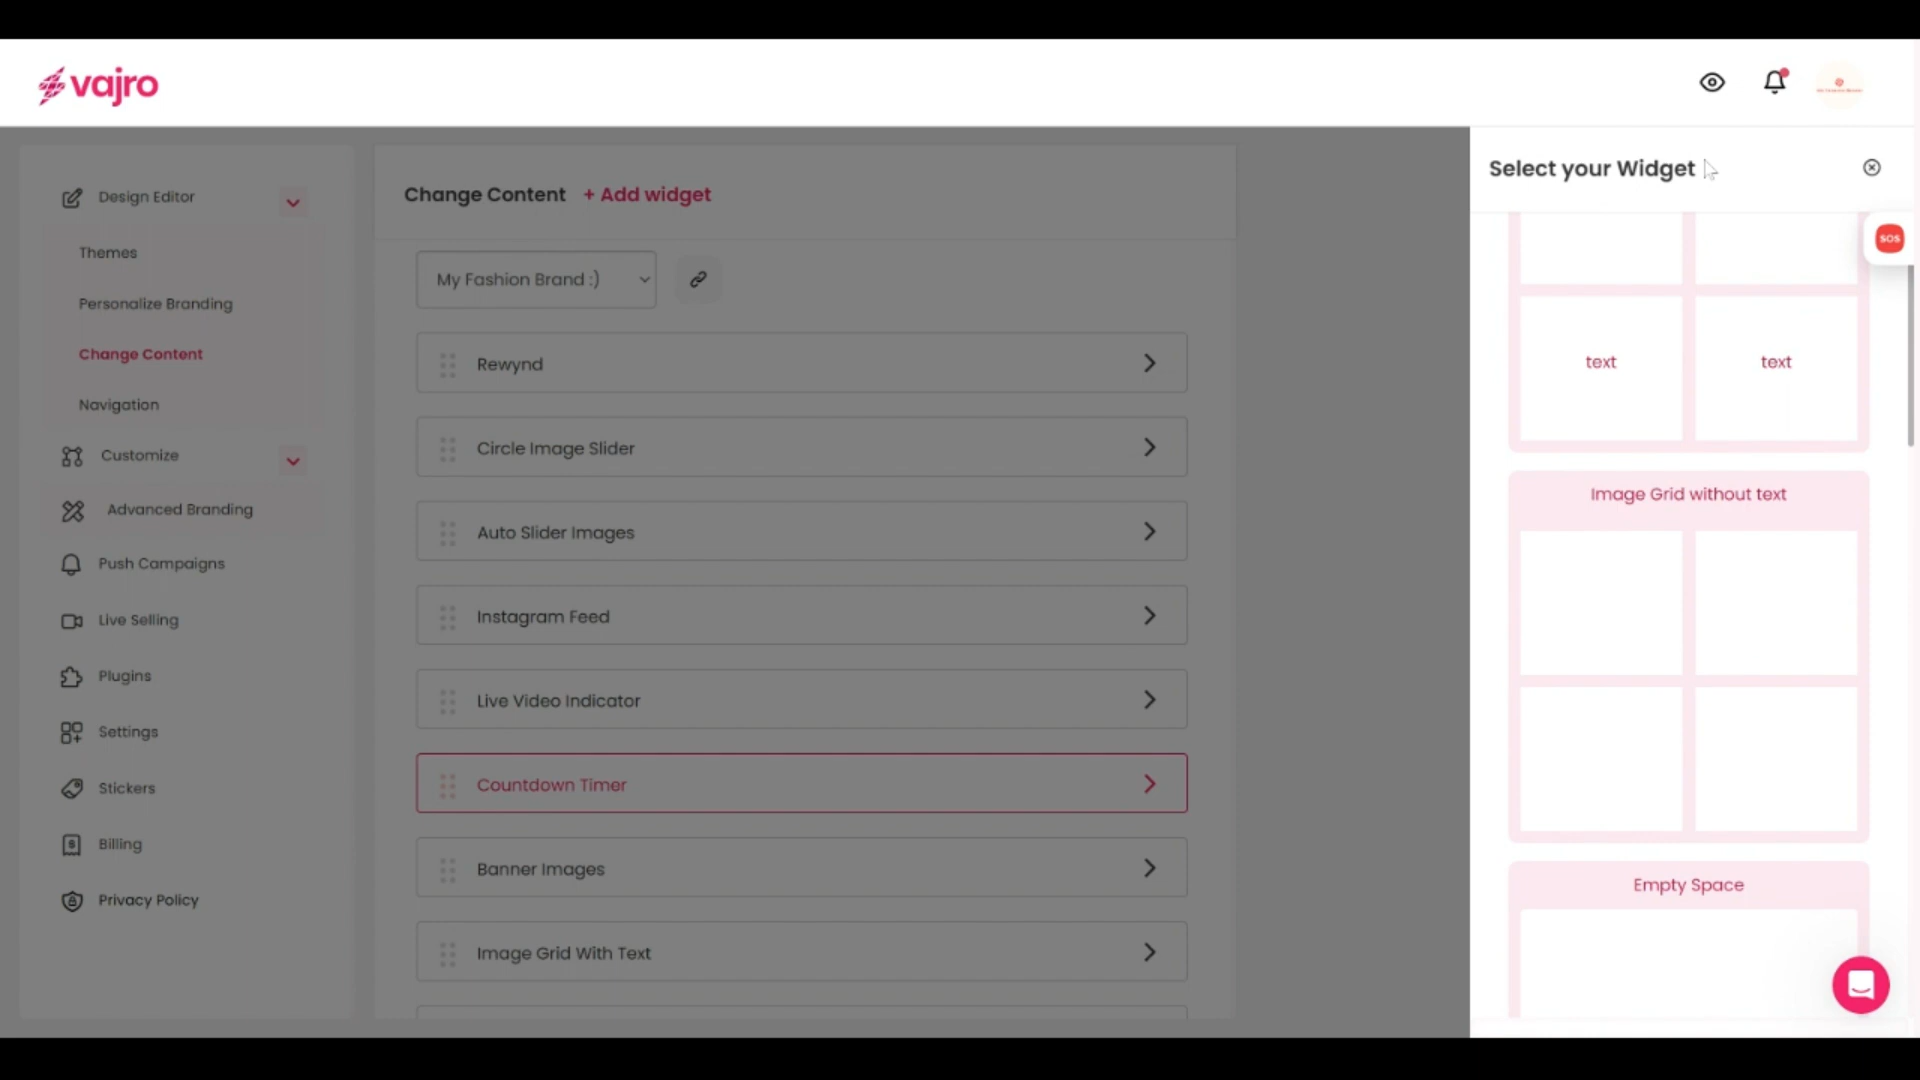 vajro
Design Editor
Themes
Personalize Branding
Change Content
Navigation
Customize
Advanced Branding
Push Campaigns
Live Selling
Plugins
Settings
Stickers
Billing
Privacy Policy
Change Content + Add widget
My Fashion Brand :)
Rewynd
Circle Image Slider
Auto Slider Images
Instagram Feed
Live Video Indicator
Countdown Timer
Banner Images
Image Grid With Text
Select your Widget
SOS
text text
Image Grid without text
Empty Space